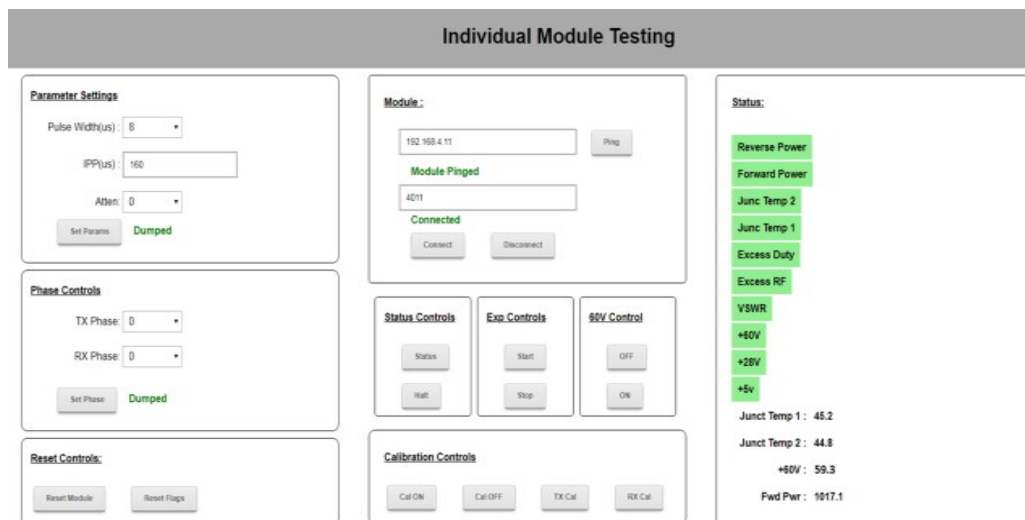 Individual Module Testing
Parameter Settings
Pulse Width(us) : 8
IPP(us) : 160
Atten: 0
Set Params Dumped
Phase Controls
TX Phase: 0
RX Phase: 0
Set Phase Dumped
Reset Controls:
Reset Module Reset Flags
Module :
192.168.4.11 Ping
Module Pinged
4011
Connected
Connect Disconnect
Status Controls
Status
Halt
Exp Controls
Start
Stop
60V Control
OFF
ON
Calibration Controls
Cal ON Cal OFF TX Cal RX Cal
Status:
Reverse Power
Forward Power
Junc Temp 2
Junc Temp 1
Excess Duty
Excess RF
VSWR
+60V
+28V
+5v
Junct Temp 1 : 45.2
Junct Temp 2 : 44.8
+60V : 59.3
Fwd Pwr : 1017.1